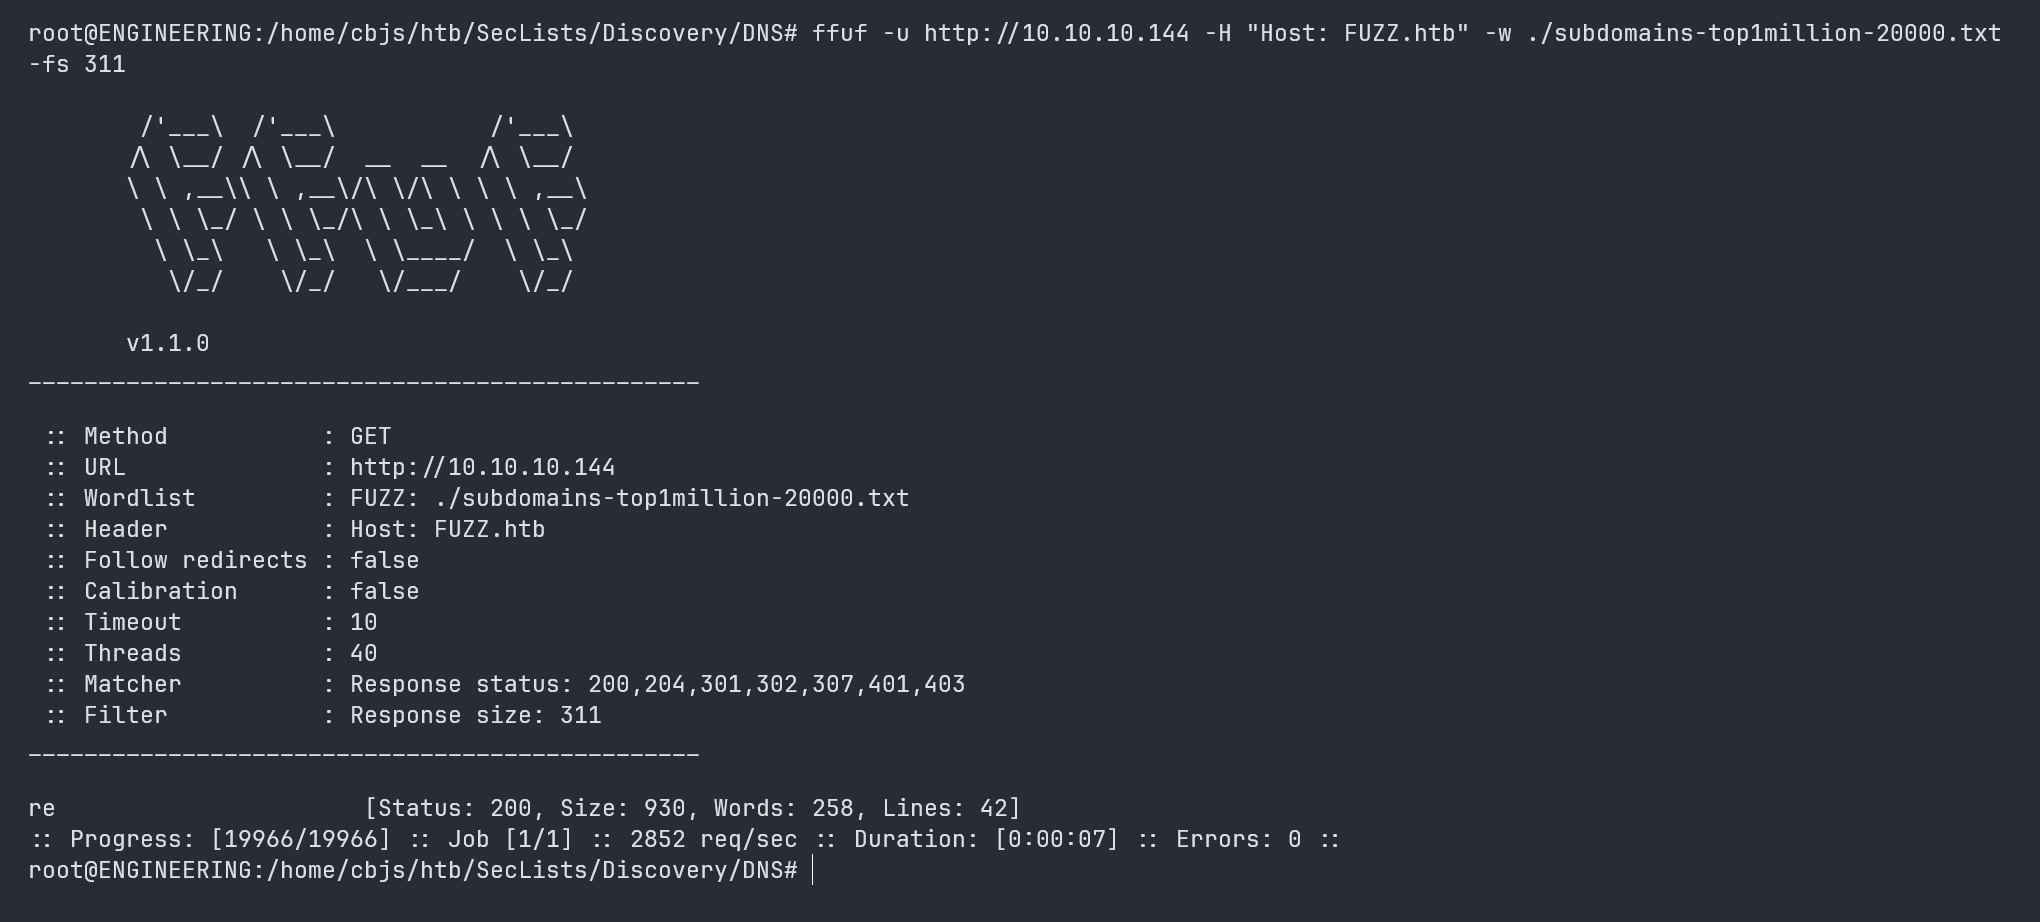 root@ENGINEERING:/home/cbjs/htb/SecLists/Discovery/DNS# ffuf -u http://10.10.10.144 -H "Host: FUZZ.htb" -w ./subdomains-top1million-20000.txt
-fs 311

        /'___\  /'___\           /'___\
       /\ \__/ /\ \__/  __  __  /\ \__/
       \ \ ,__\\ \ ,__\/\ \/\ \ \ \ ,__\
        \ \ \_/ \ \ \_/\ \ \_\ \ \ \ \_/
         \ \_\   \ \_\  \ \____/  \ \_\
          \/_/    \/_/   \/___/    \/_/

       v1.1.0
________________________________________________

 :: Method           : GET
 :: URL              : http://10.10.10.144
 :: Wordlist         : FUZZ: ./subdomains-top1million-20000.txt
 :: Header           : Host: FUZZ.htb
 :: Follow redirects : false
 :: Calibration      : false
 :: Timeout          : 10
 :: Threads          : 40
 :: Matcher          : Response status: 200,204,301,302,307,401,403
 :: Filter           : Response size: 311
________________________________________________

re                      [Status: 200, Size: 930, Words: 258, Lines: 42]
:: Progress: [19966/19966] :: Job [1/1] :: 2852 req/sec :: Duration: [0:00:07] :: Errors: 0 ::
root@ENGINEERING:/home/cbjs/htb/SecLists/Discovery/DNS#